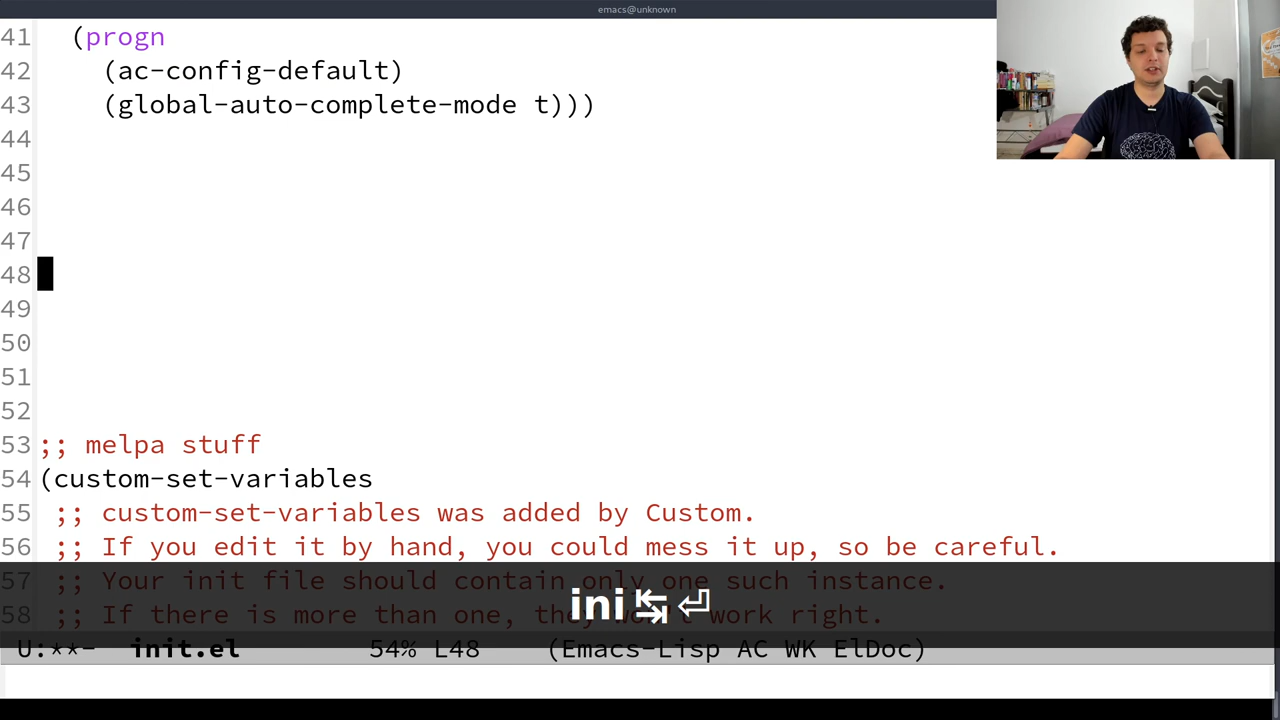 emacs@unknown
41 (progn
42 (ac-config-default)
43 (global-auto-complete-mode t)))
44
45
46
47
48
49
50
51
52
53 ;; melpa stuff
54 (custom-set-variables
55 ;; custom-set-variables was added by Custom.
56 ;; If you edit it by hand, you could mess it up, so be careful.
57 ;; Your init file should contain only one such instance.
58 ;; If there is more than one, they won't work right.
ini ↹ ⏎
U:**- init.el 54% L48 (Emacs-Lisp AC WK ElDoc)